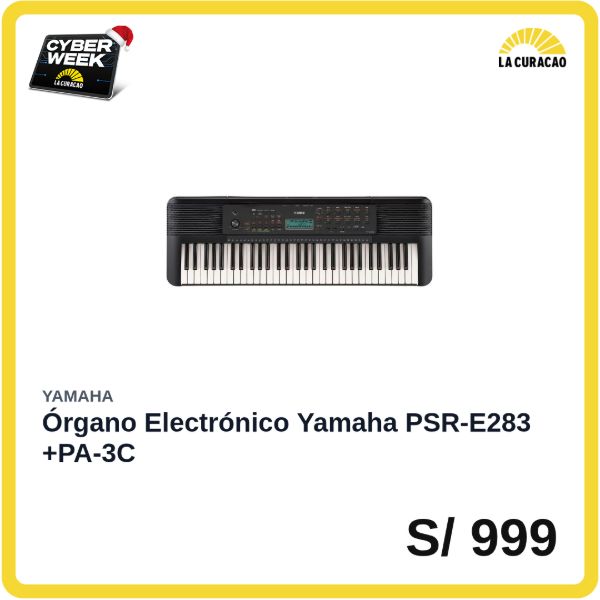 CYBER
WEEK
LA CURACAO
LA CURACAO
YAMAHA
Órgano Electrónico Yamaha PSR-E283
+PA-3C
S/ 999